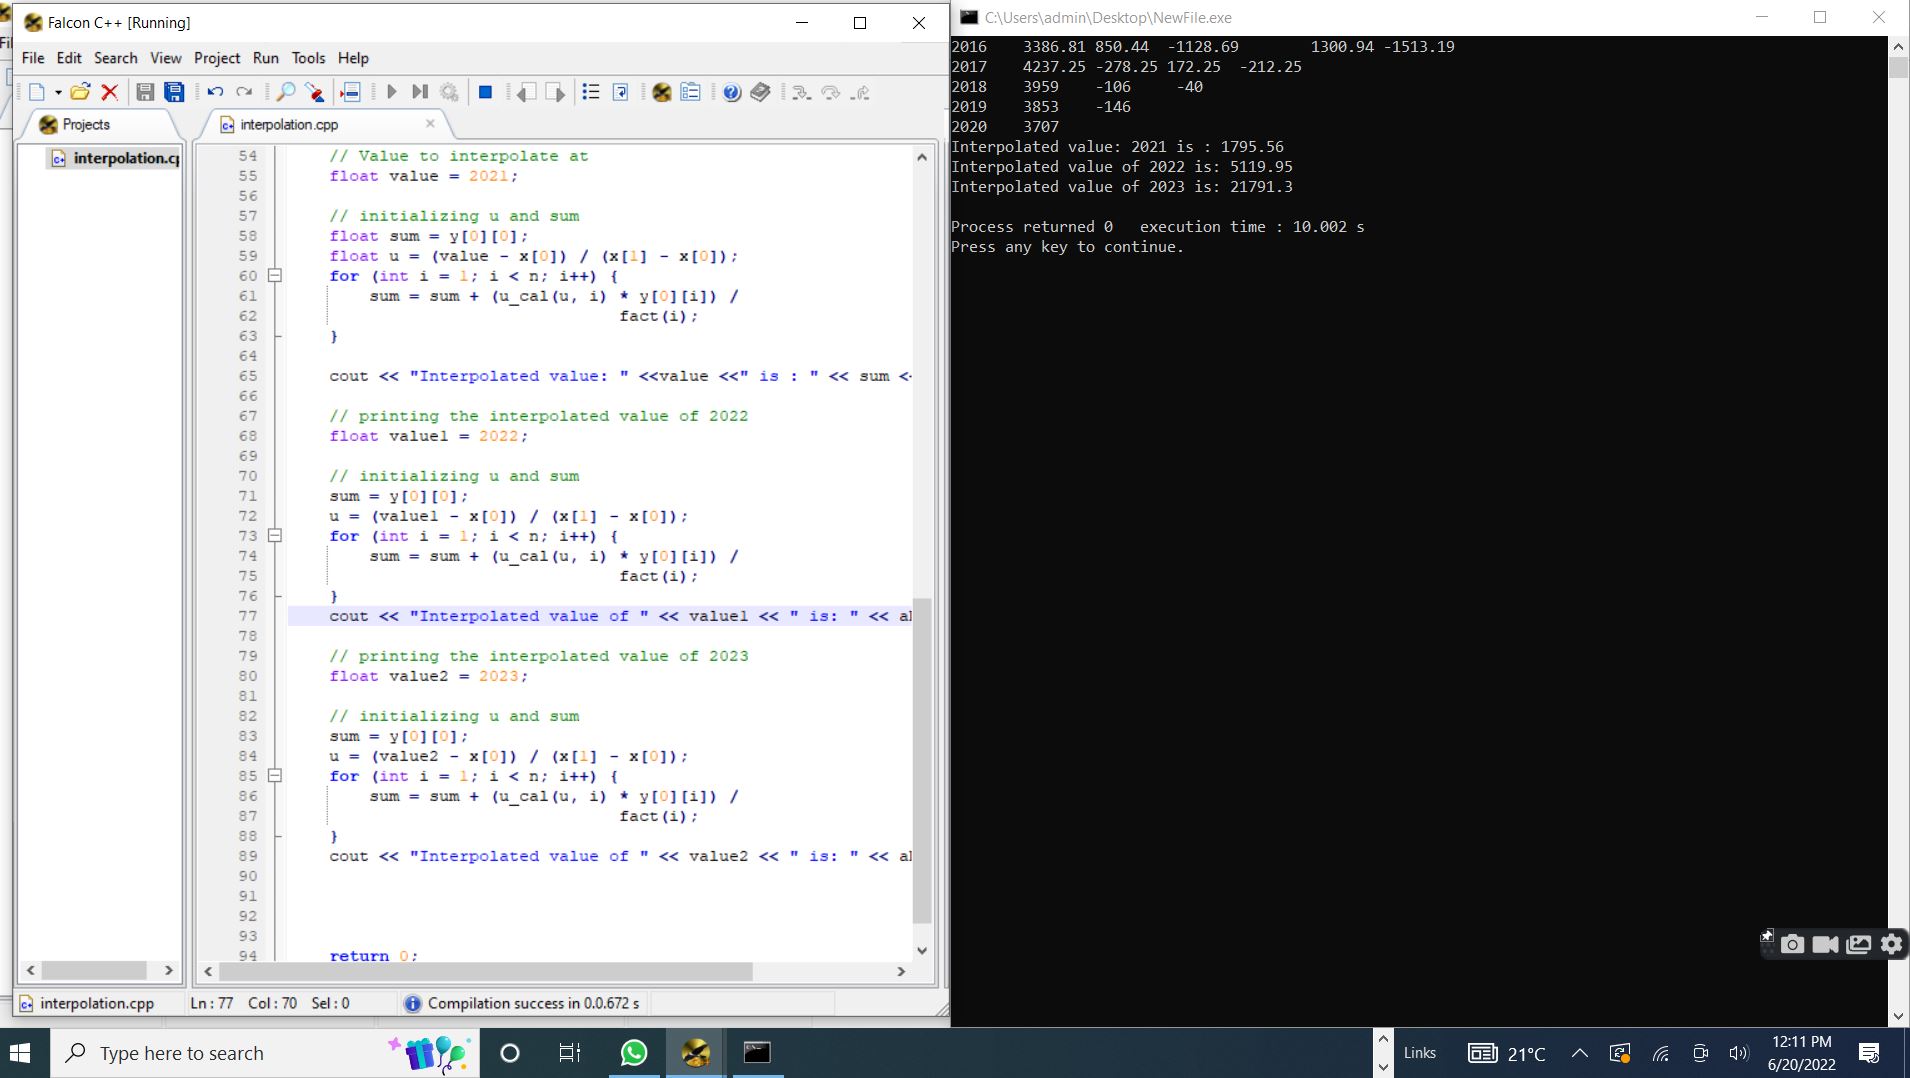 Falcon C++ [Running]
File Edit Search View Project Run Tools Help
Projects
interpolation.cpp
interpolation.cp
54 // Value to interpolate at
55 float value = 2021;
56
57 // initializing u and sum
58 float sum = y[0][0];
59 float u = (value - x[0]) / (x[1] - x[0]);
60 for (int i = 1; i < n; i++) {
61 sum = sum + (u_cal(u, i) * y[0][i]) /
62 fact(i);
63 }
64
65 cout << "Interpolated value: " <<value <<" is : " << sum <
66
67 // printing the interpolated value of 2022
68 float value1 = 2022;
69
70 // initializing u and sum
71 sum = y[0][0];
72 u = (value1 - x[0]) / (x[1] - x[0]);
73 for (int i = 1; i < n; i++) {
74 sum = sum + (u_cal(u, i) * y[0][i]) /
75 fact(i);
76 }
77 cout << "Interpolated value of " << value1 << " is: " << a
78
79 // printing the interpolated value of 2023
80 float value2 = 2023;
81
82 // initializing u and sum
83 sum = y[0][0];
84 u = (value2 - x[0]) / (x[1] - x[0]);
85 for (int i = 1; i < n; i++) {
86 sum = sum + (u_cal(u, i) * y[0][i]) /
87 fact(i);
88 }
89 cout << "Interpolated value of " << value2 << " is: " << a
90
91
92
93
94 return 0;
interpolation.cpp Ln : 77 Col : 70 Sel : 0 Compilation success in 0.0.672 s
C:\Users\admin\Desktop\NewFile.exe
2016 3386.81 850.44 -1128.69 1300.94 -1513.19
2017 4237.25 -278.25 172.25 -212.25
2018 3959 -106 -40
2019 3853 -146
2020 3707
Interpolated value: 2021 is : 1795.56
Interpolated value of 2022 is: 5119.95
Interpolated value of 2023 is: 21791.3
Process returned 0 execution time : 10.002 s
Press any key to continue.
Type here to search
Links
21°C
12:11 PM
6/20/2022